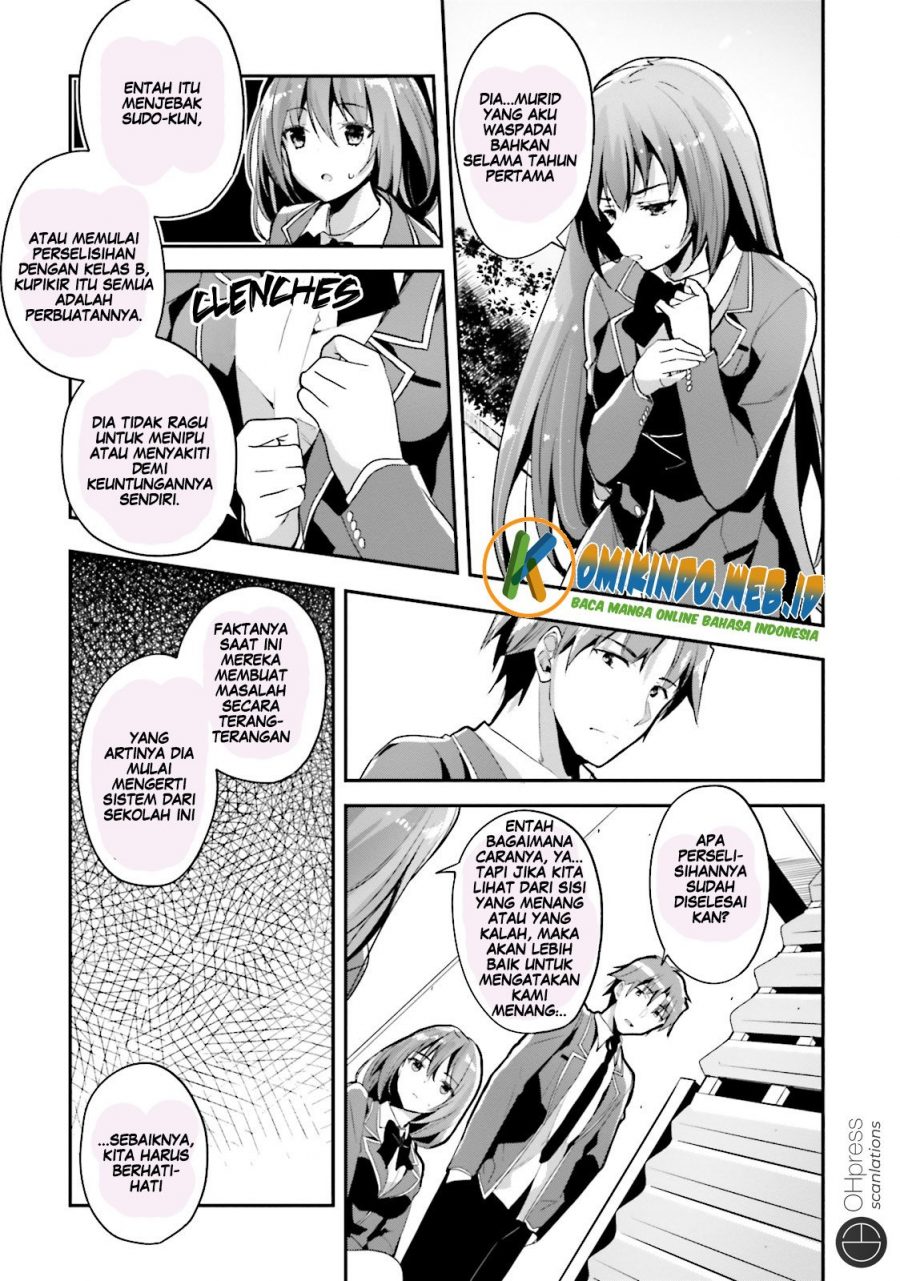 DIA...MURID
YANG AKU
WASPADAI
BAHKAN
SELAMA TAHUN
PERTAMA
ENTAH ITU
MENJEBAK
SUDO-KUN,
ATAU MEMULAI
PERSELISIHAN
DENGAN KELAS B,
KUPIKIR ITU SEMUA
ADALAH
PERBUATANNYA.
CLENCHES
DIA TIDAK RAGU
UNTUK MENIPU
ATAU MENYAKITI
DEMI
KEUNTUNGANNYA
SENDIRI.
KOMIKINDO.WEB.ID
BACA MANGA ONLINE BAHASA INDONESIA
FAKTANYA
SAAT INI
MEREKA
MEMBUAT
MASALAH
SECARA
TERANG-
TERANGAN
YANG
ARTINYA DIA
MULAI
MENGERTI
SISTEM DARI
SEKOLAH INI
APA
PERSELI-
SIHANNYA
SUDAH
DISELESAI
KAN?
ENTAH
BAGAIMANA
CARANYA, YA...
TAPI JIKA KITA
LIHAT DARI SISI
YANG MENANG
ATAU YANG
KALAH, MAKA
AKAN LEBIH
BAIK UNTUK
MENGATAKAN
KAMI
MENANG...
...SEBAIKNYA,
KITA HARUS
BERHATI-
HATI
OHpress
scanlations